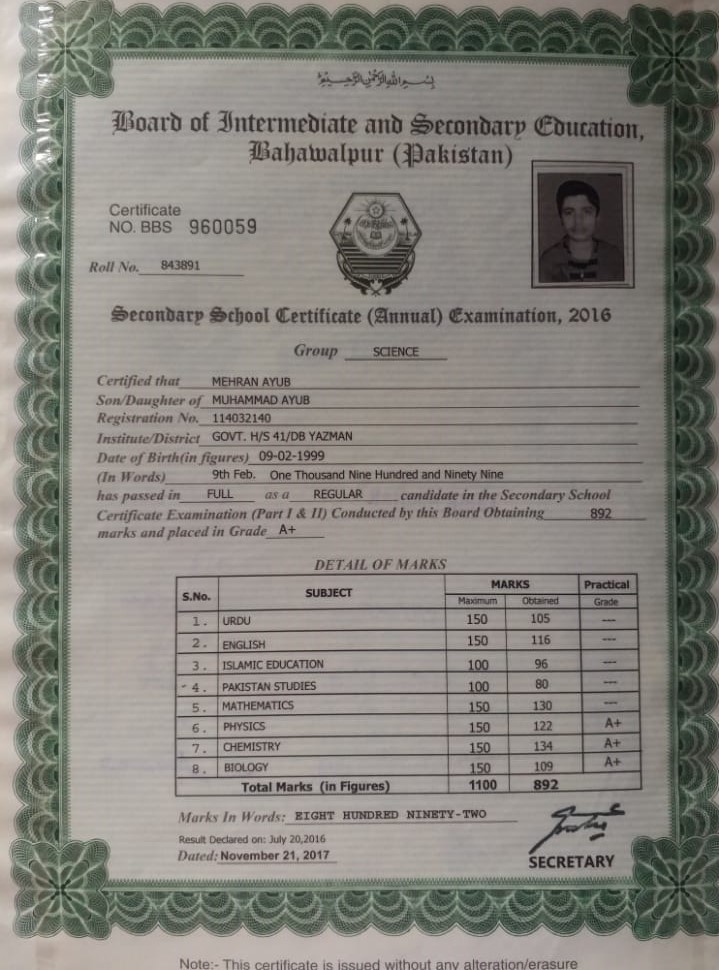 بسم الله الرحمن الرحيم
Board of Intermediate and Secondary Education,
Bahawalpur (Pakistan)
Certificate
NO. BBS 960059
Roll No. 843891
Secondary School Certificate (Annual) Examination, 2016
Group SCIENCE
Certified that MEHRAN AYUB
Son/Daughter of MUHAMMAD AYUB
Registration No. 114032140
Institute/District GOVT. H/S 41/DB YAZMAN
Date of Birth(in figures) 09-02-1999
(In Words) 9th Feb. One Thousand Nine Hundred and Ninety Nine
has passed in FULL as a REGULAR candidate in the Secondary School
Certificate Examination (Part I & II) Conducted by this Board Obtaining 892
marks and placed in Grade A+
DETAIL OF MARKS
S.No. SUBJECT MARKS Practical
Maximum Obtained Grade
1. URDU 150 105 ---
2. ENGLISH 150 116 ---
3. ISLAMIC EDUCATION 100 96 ---
4. PAKISTAN STUDIES 100 80 ---
5. MATHEMATICS 150 130 ---
6. PHYSICS 150 122 A+
7. CHEMISTRY 150 134 A+
8. BIOLOGY 150 109 A+
Total Marks (in Figures) 1100 892
Marks In Words: EIGHT HUNDRED NINETY-TWO
Result Declared on: July 20,2016
Dated: November 21, 2017
SECRETARY
Note:- This certificate is issued without any alteration/erasure